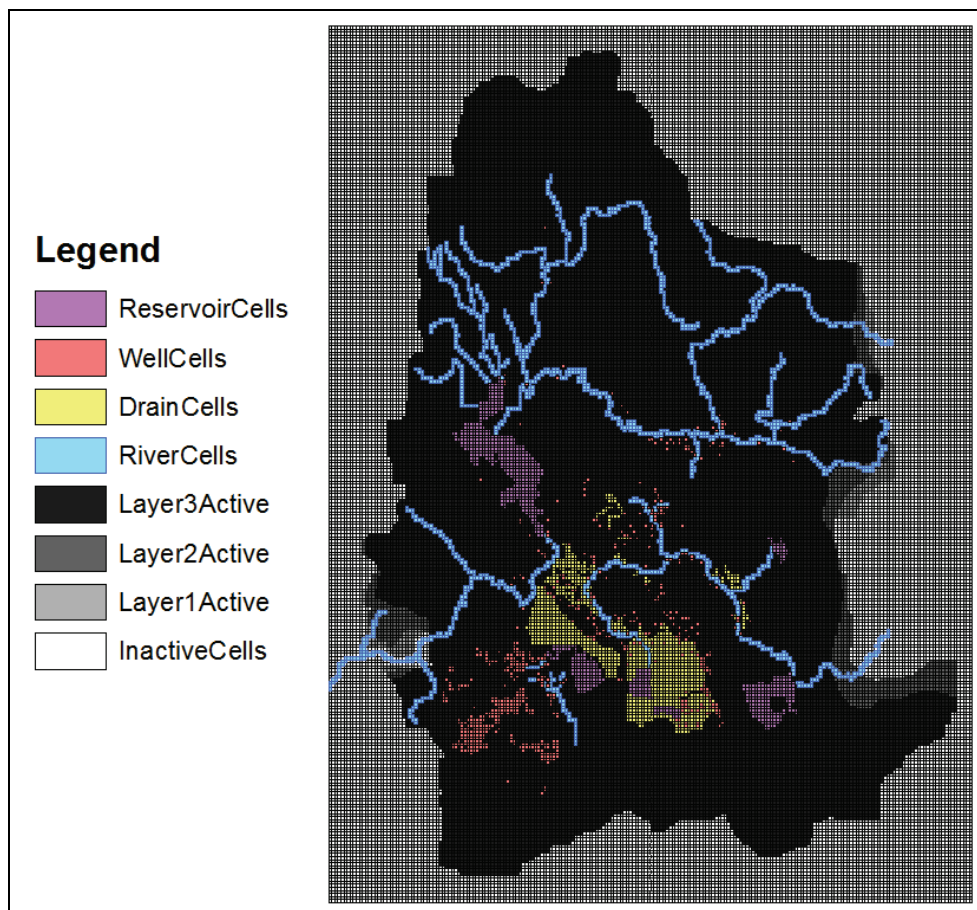 Legend
ReservoirCells
WellCells
DrainCells
RiverCells
Layer3Active
Layer2Active
Layer1Active
InactiveCells